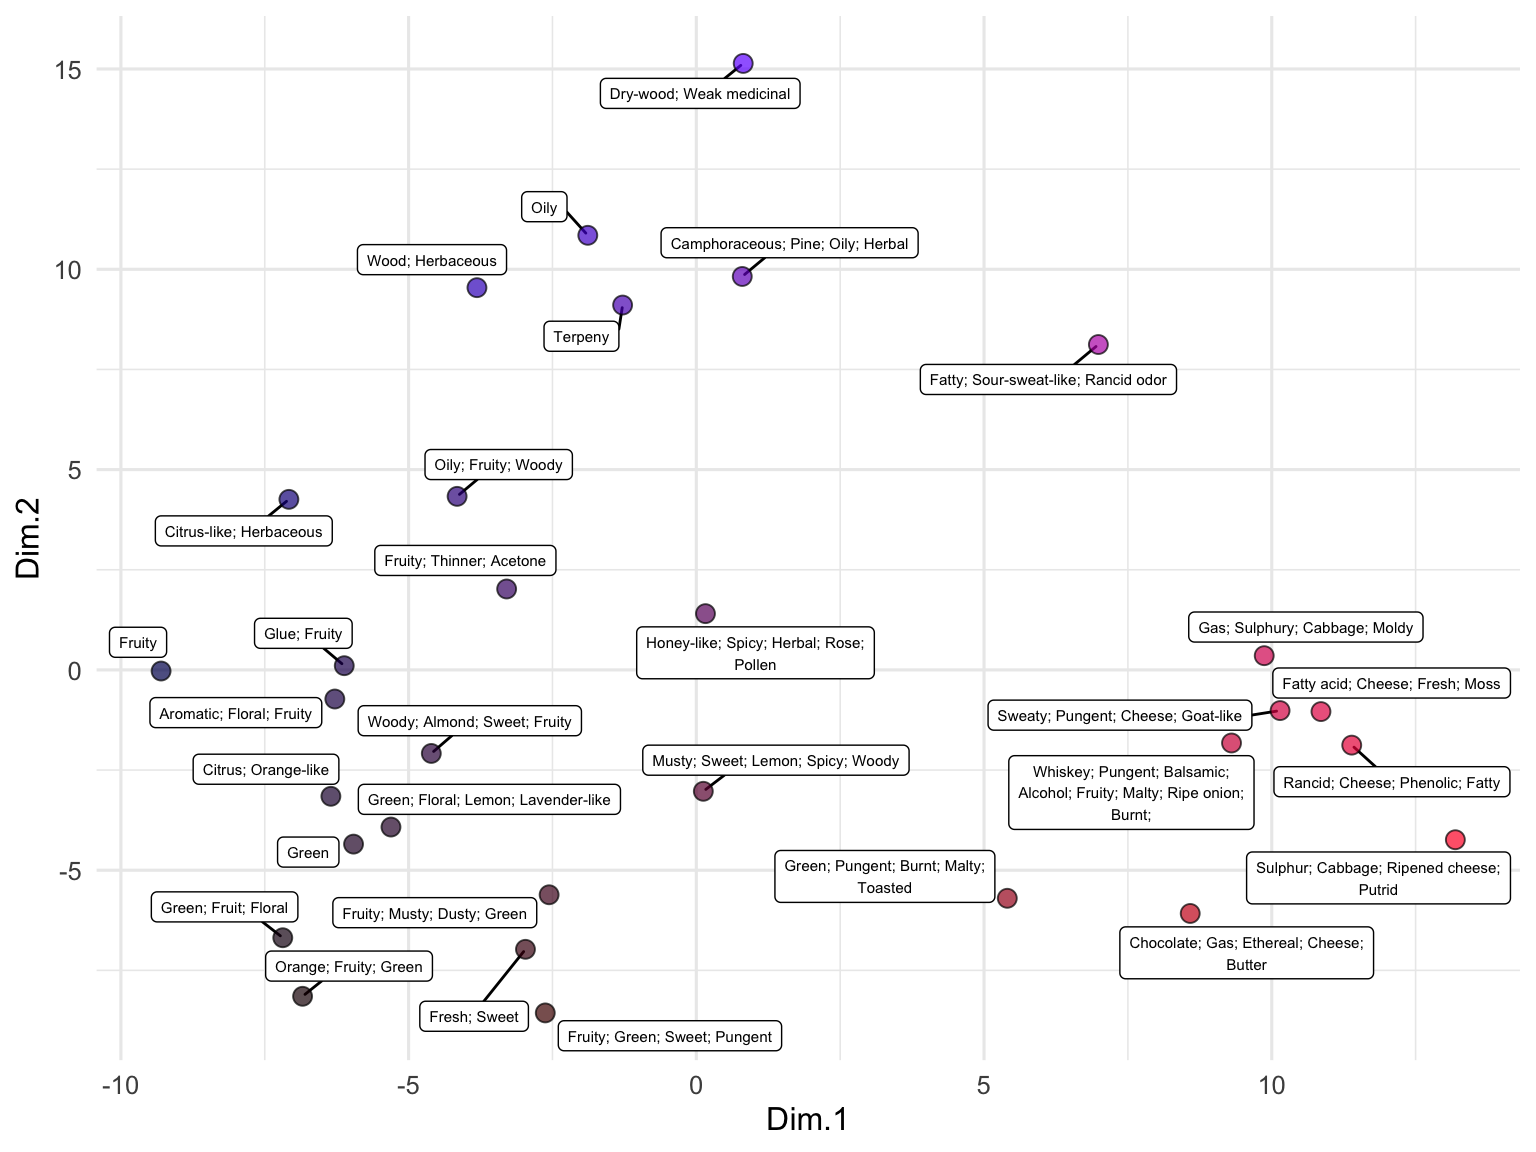 15
Dry-wood; Weak medicinal
Oily
Camphoraceous; Pine; Oily; Herbal
Wood; Herbaceous
10
Terpeny
Fatty; Sour-sweat-like; Rancid odor
Oily; Fruity; Woody
5
Citrus-like; Herbaceous
Dim.2
Fruity; Thinner; Acetone
Gas; Sulphury; Cabbage; Moldy
Glue; Fruity
Fruity
Honey-like; Spicy; Herbal; Rose;
Pollen
0
Fatty acid; Cheese; Fresh; Moss
Aromatic; Floral; Fruity
Sweaty; Pungent; Cheese; Goat-like
Woody; Almond; Sweet; Fruity
Musty; Sweet; Lemon; Spicy; Woody
Citrus; Orange-like
Whiskey; Pungent; Balsamic;
Alcohol; Fruity; Malty; Ripe onion;
Burnt;
Rancid; Cheese; Phenolic; Fatty
Green; Floral; Lemon; Lavender-like
Green
Green; Pungent; Burnt; Malty;
Toasted
-5
Sulphur; Cabbage; Ripened cheese;
Putrid
Green; Fruit; Floral
Fruity; Musty; Dusty; Green
Chocolate; Gas; Ethereal; Cheese;
Butter
Orange; Fruity; Green
Fresh; Sweet
Fruity; Green; Sweet; Pungent
-10
-5
0
5
10
Dim.1